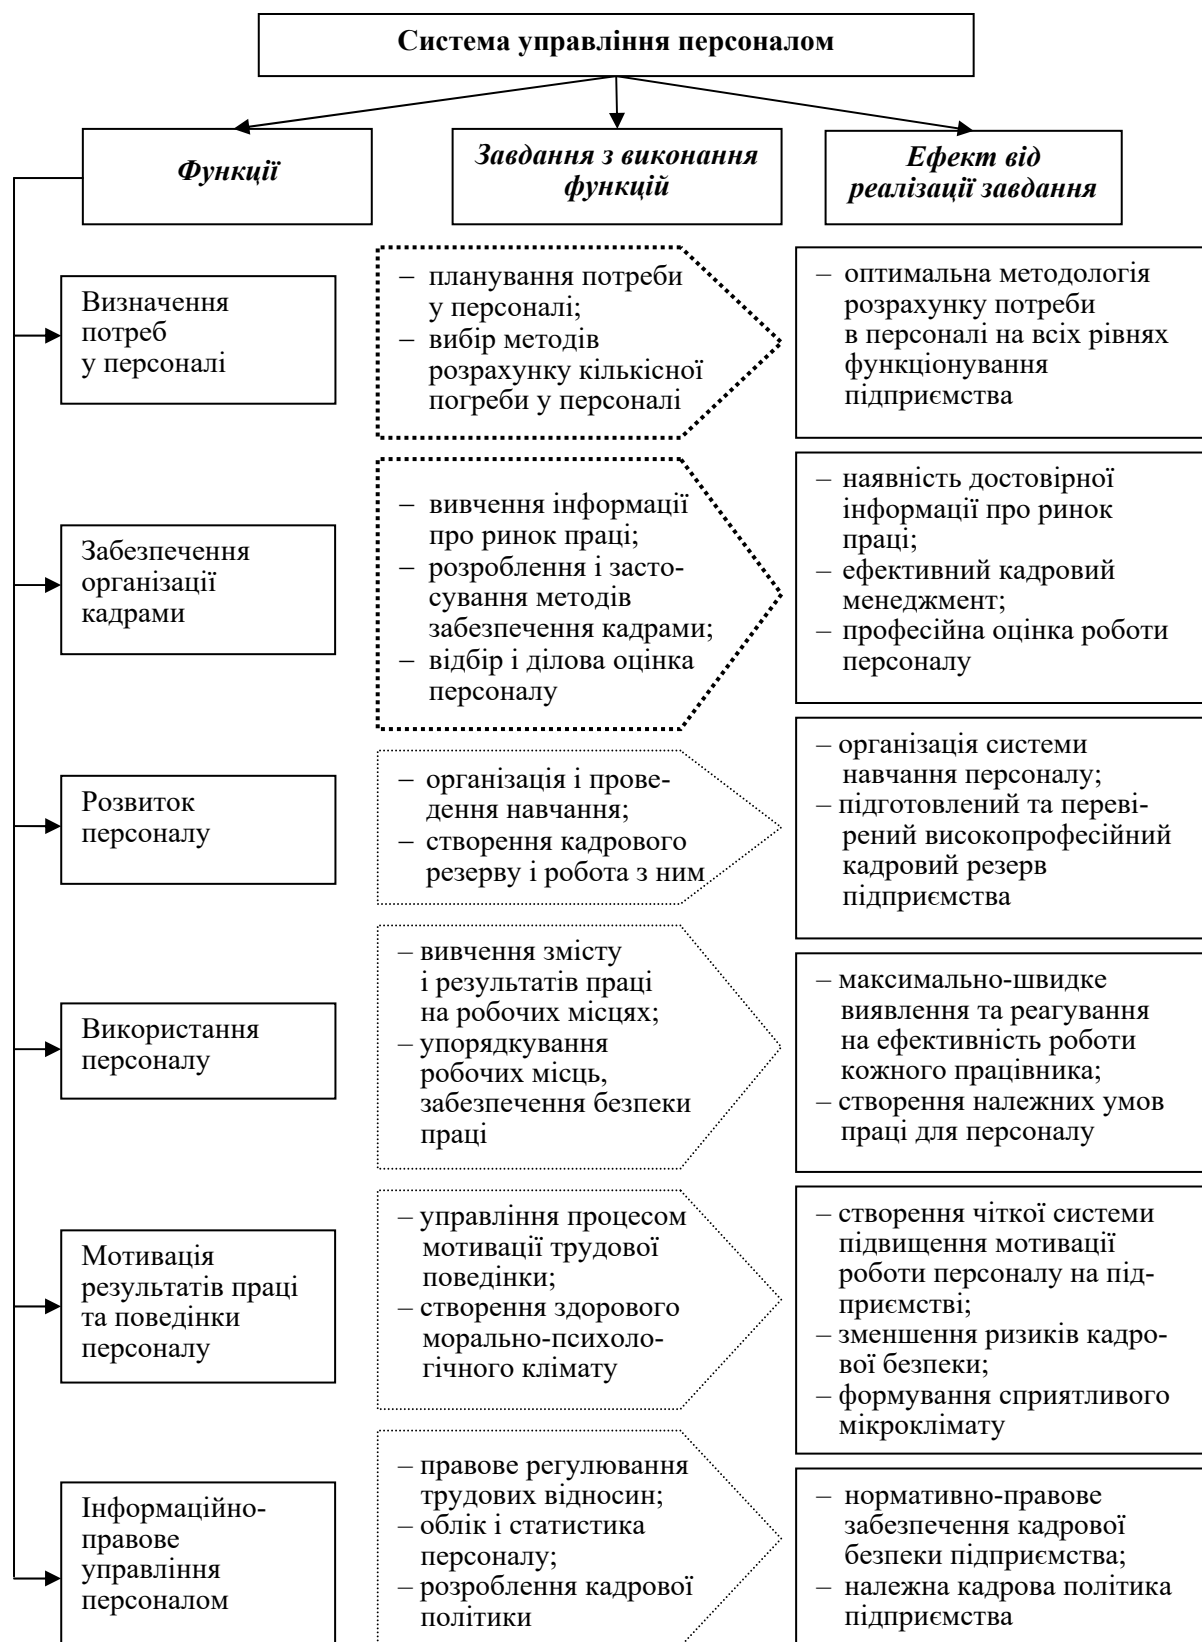 Система управління персоналом
Функції
Завдання з виконання
функцій
Ефект від
реалізації завдання
Визначення
потреб
у персоналі
– планування потреби
у персоналі;
– вибір методів
розрахунку кількісної
погреби у персоналі
– оптимальна методологія
розрахунку потреби
в персоналі на всіх рівнях
функціонування
підприємства
Забезпечення
організації
кадрами
– вивчення інформації
про ринок праці;
– розроблення і засто-
сування методів
забезпечення кадрами;
– відбір і ділова оцінка
персоналу
– наявність достовірної
інформації про ринок
праці;
– ефективний кадровий
менеджмент;
– професійна оцінка роботи
персоналу
Розвиток
персоналу
– організація і прове-
дення навчання;
– створення кадрового
резерву і робота з ним
– організація системи
навчання персоналу;
– підготовлений та переві-
рений високопрофесійний
кадровий резерв
підприємства
Використання
персоналу
– вивчення змісту
і результатів праці
на робочих місцях;
– упорядкування
робочих місць,
забезпечення безпеки
праці
– максимально-швидке
виявлення та реагування
на ефективність роботи
кожного працівника;
– створення належних умов
праці для персоналу
Мотивація
результатів праці
та поведінки
персоналу
– управління процесом
мотивації трудової
поведінки;
– створення здорового
морально-психоло-
гічного клімату
– створення чіткої системи
підвищення мотивації
роботи персоналу на під-
приємстві;
– зменшення ризиків кадро-
вої безпеки;
– формування сприятливого
мікроклімату
Інформаційно-
правове
управління
персоналом
– правове регулювання
трудових відносин;
– облік і статистика
персоналу;
– розроблення кадрової
політики
– нормативно-правове
забезпечення кадрової
безпеки підприємства;
– належна кадрова політика
підприємства